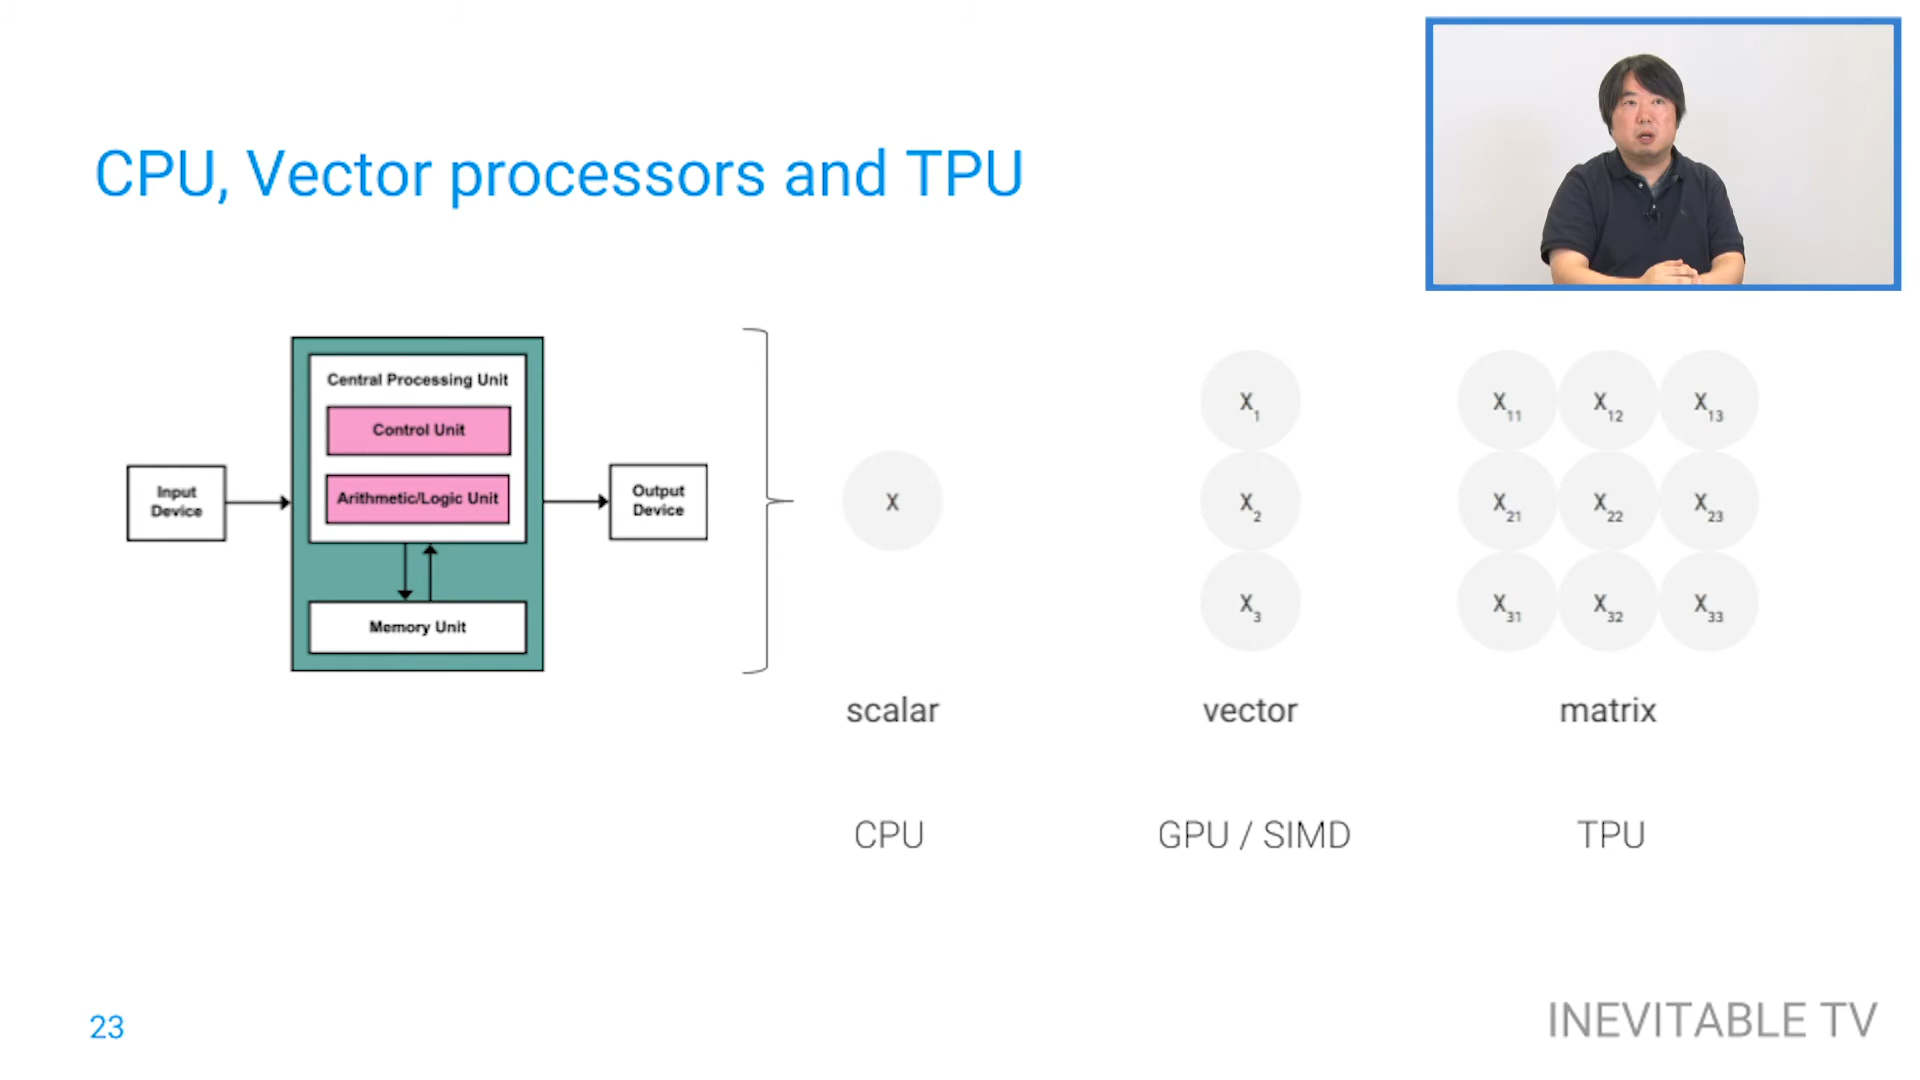 CPU, Vector processors and TPU
Central Processing Unit
Control Unit
Arithmetic/Logic Unit
Input
Device
Output
Device
Memory Unit
X
X1
X2
X3
X11 X12 X13
X21 X22 X23
X31 X32 X33
scalar vector matrix
CPU GPU / SIMD TPU
23
INEVITABLE TV